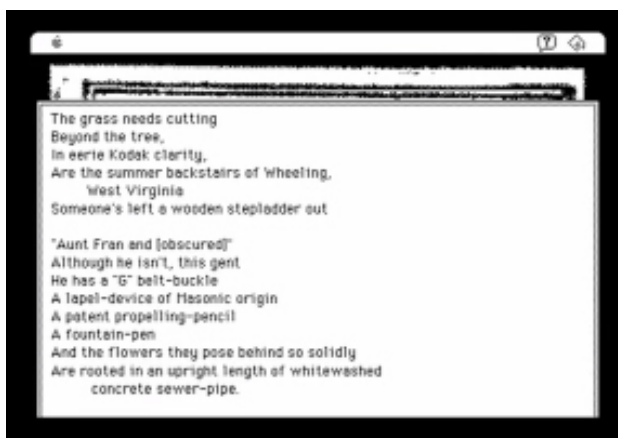 The grass needs cutting
Beyond the tree,
In eerie Kodak clarity,
Are the summer backstairs of Wheeling,
West Virginia
Someone's left a wooden stepladder out
"Aunt Fran and [obscured]"
Although he isn't, this gent
He has a "G" belt-buckle
A lapel-device of Masonic origin
A patent propelling-pencil
A fountain-pen
And the flowers they pose behind so solidly
Are rooted in an upright length of whitewashed
concrete sewer-pipe.